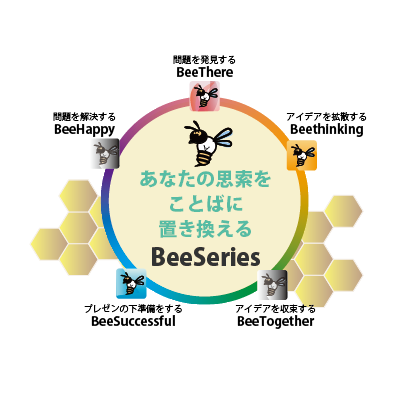 問題を発見する
BeeThere
問題を解決する
BeeHappy
アイデアを拡散する
Beethinking
あなたの思索を
ことばに
置き換える
BeeSeries
プレゼンの下準備をする
BeeSuccessful
アイデアを収束する
BeeTogether